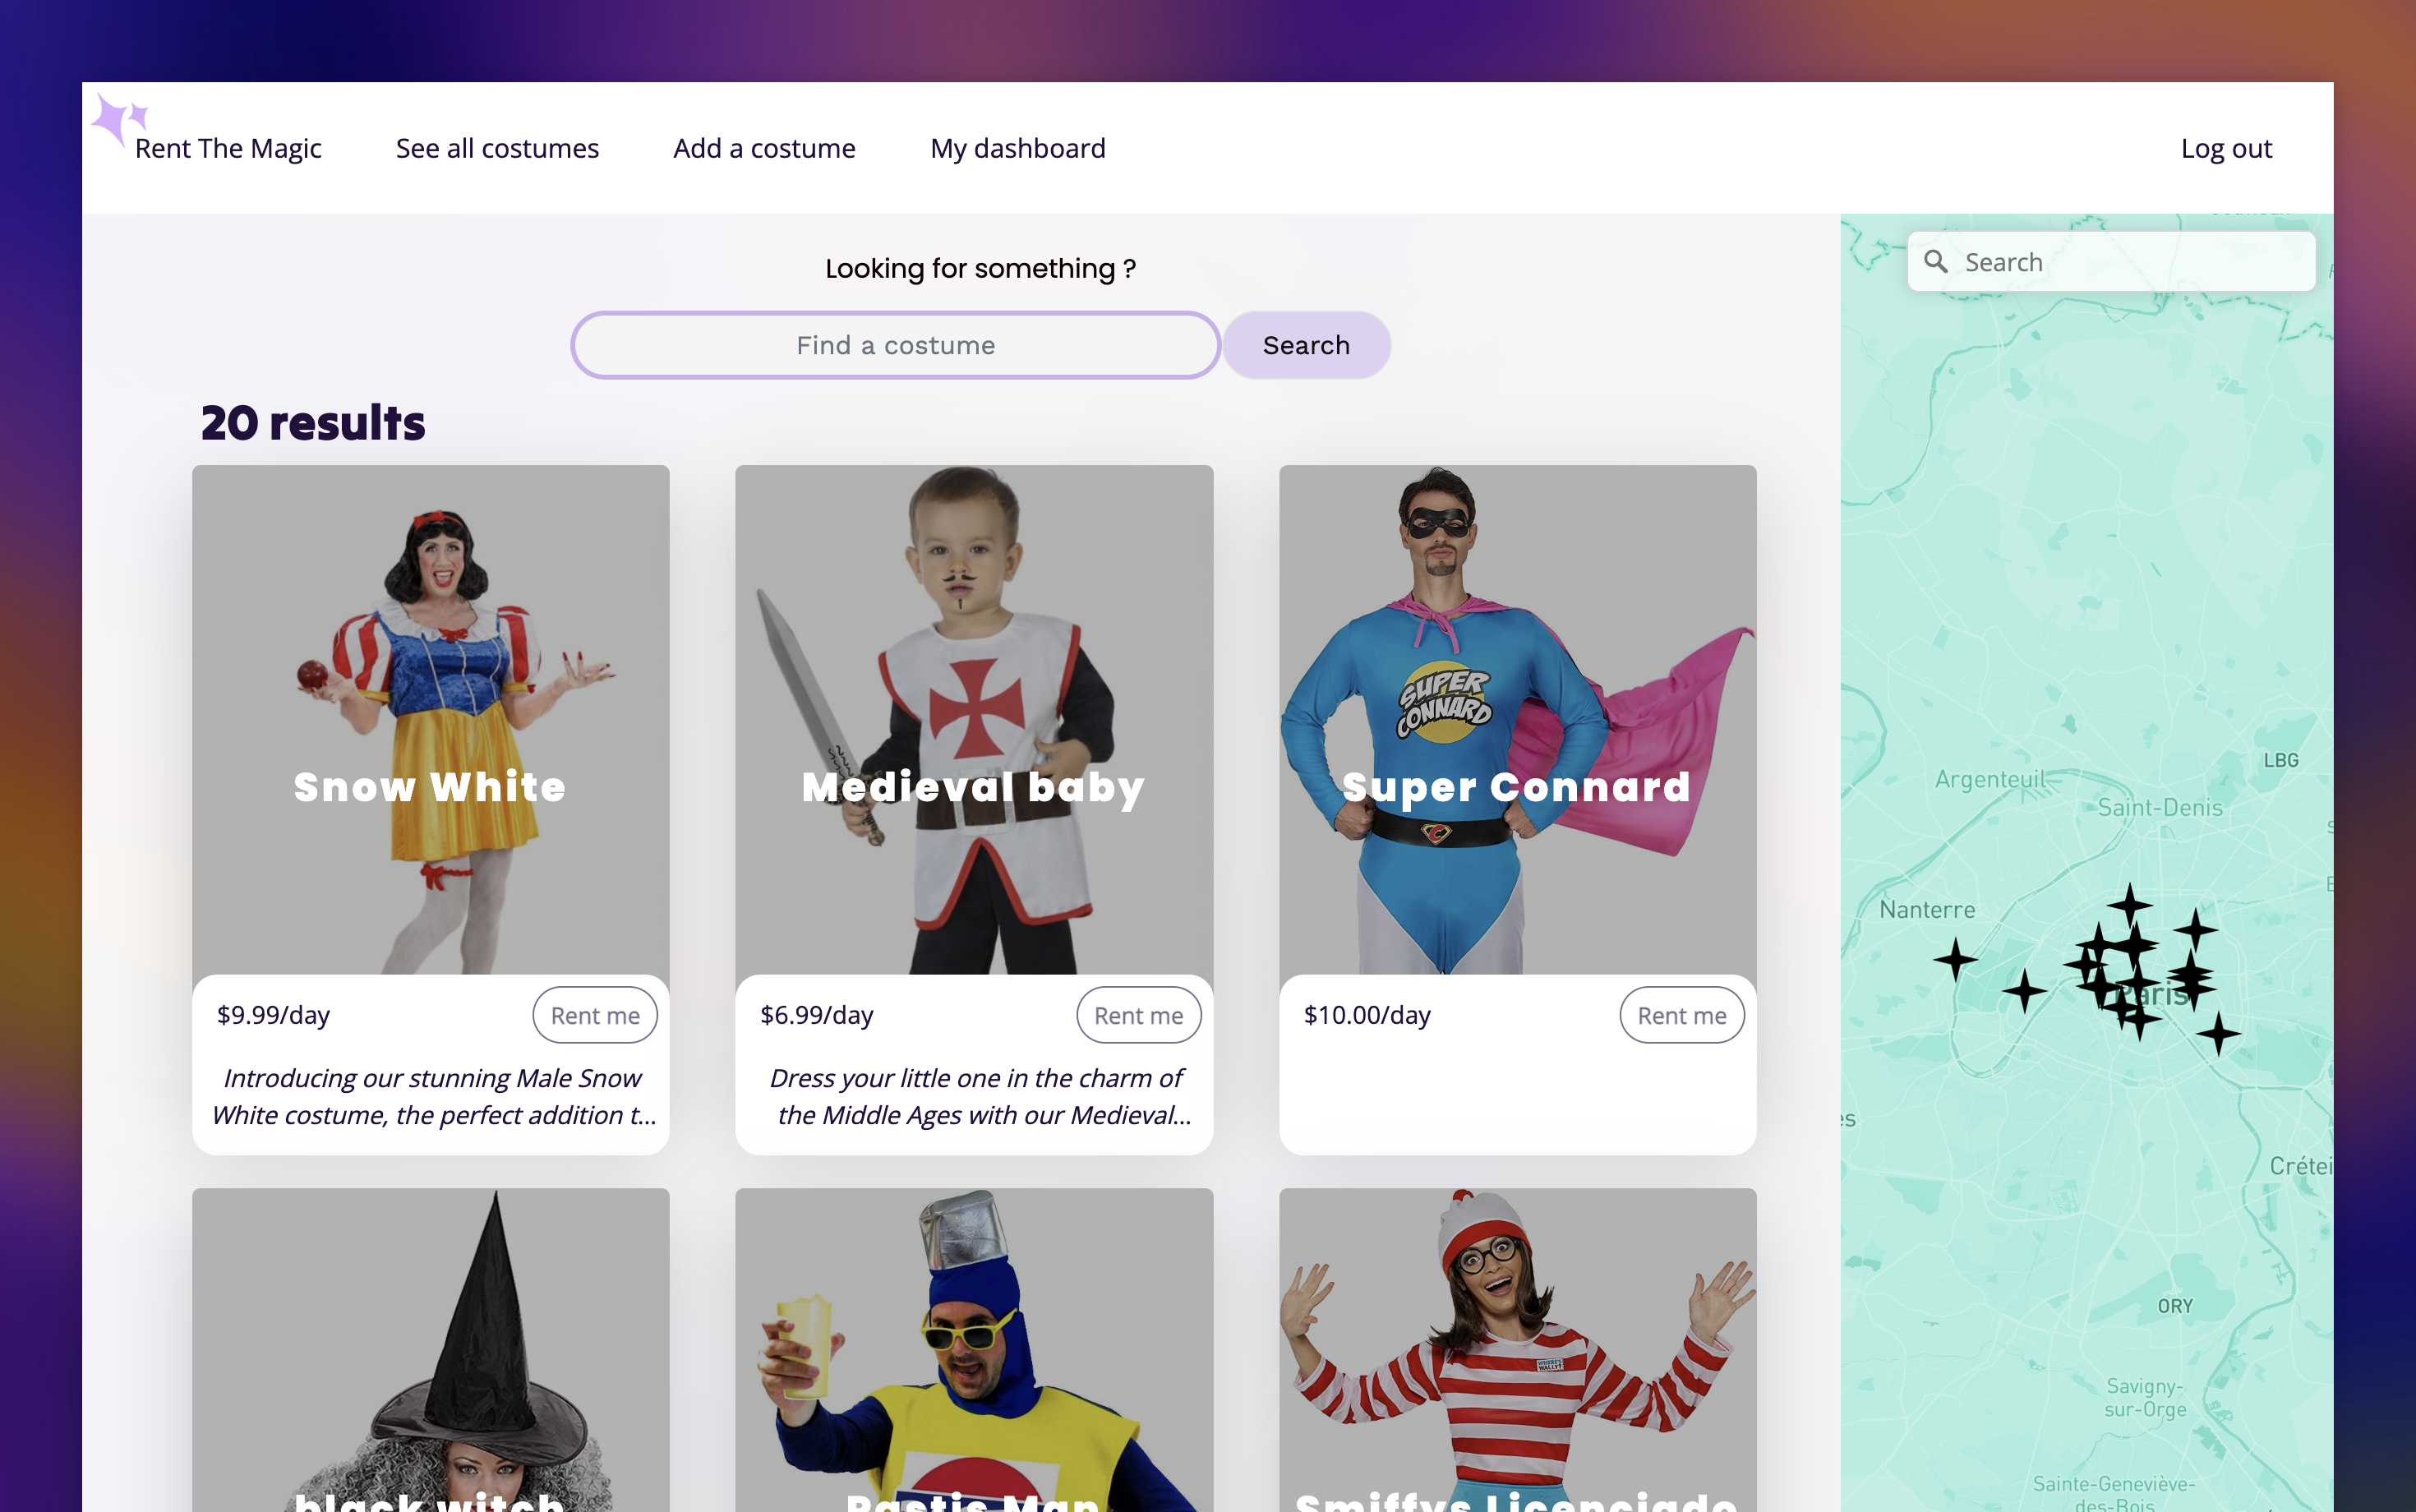 Rent The Magic
See all costumes
Add a costume
My dashboard
Log out
Looking for something ?
Find a costume
Search
20 results
Snow White
$9.99/day
Rent me
Introducing our stunning Male Snow
White costume, the perfect addition t...
Medieval baby
$6.99/day
Rent me
Dress your little one in the charm of
the Middle Ages with our Medieval...
SUPER
CONNARD
Super Connard
$10.00/day
Rent me
black witch
Pastis Man
WHERE'S
WALLY?
Smiffys Licenciado
Search
LBG
Argenteuil
Saint-Denis
Nanterre
Paris
Crétei
ORY
Savigny-
sur-Orge
Sainte-Geneviève-
des-Bois